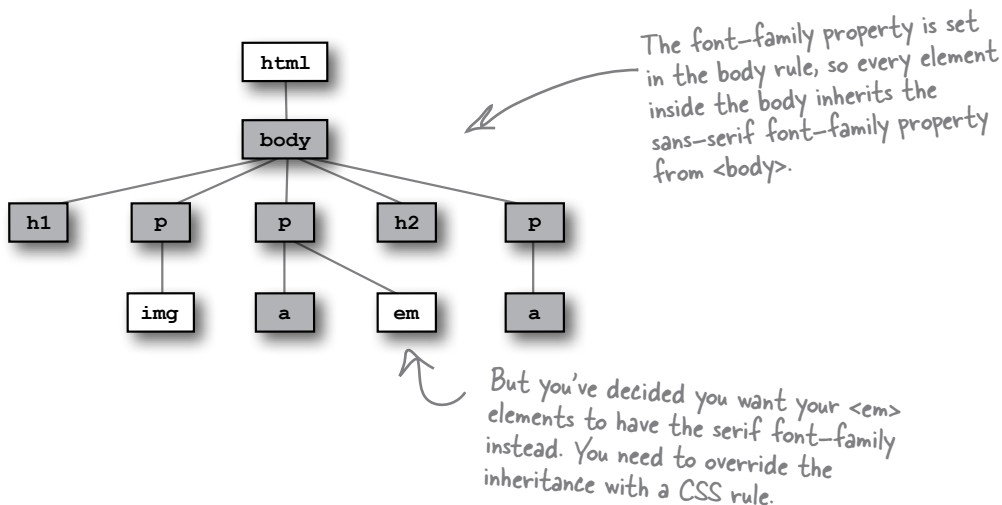 html
The font-family property is set
in the body rule, so every element
inside the body inherits the
sans-serif font-family property
from <body>.
body
h1
p
p
h2
p
img
a
em
a
But you've decided you want your <em>
elements to have the serif font-family
instead. You need to override the
inheritance with a CSS rule.